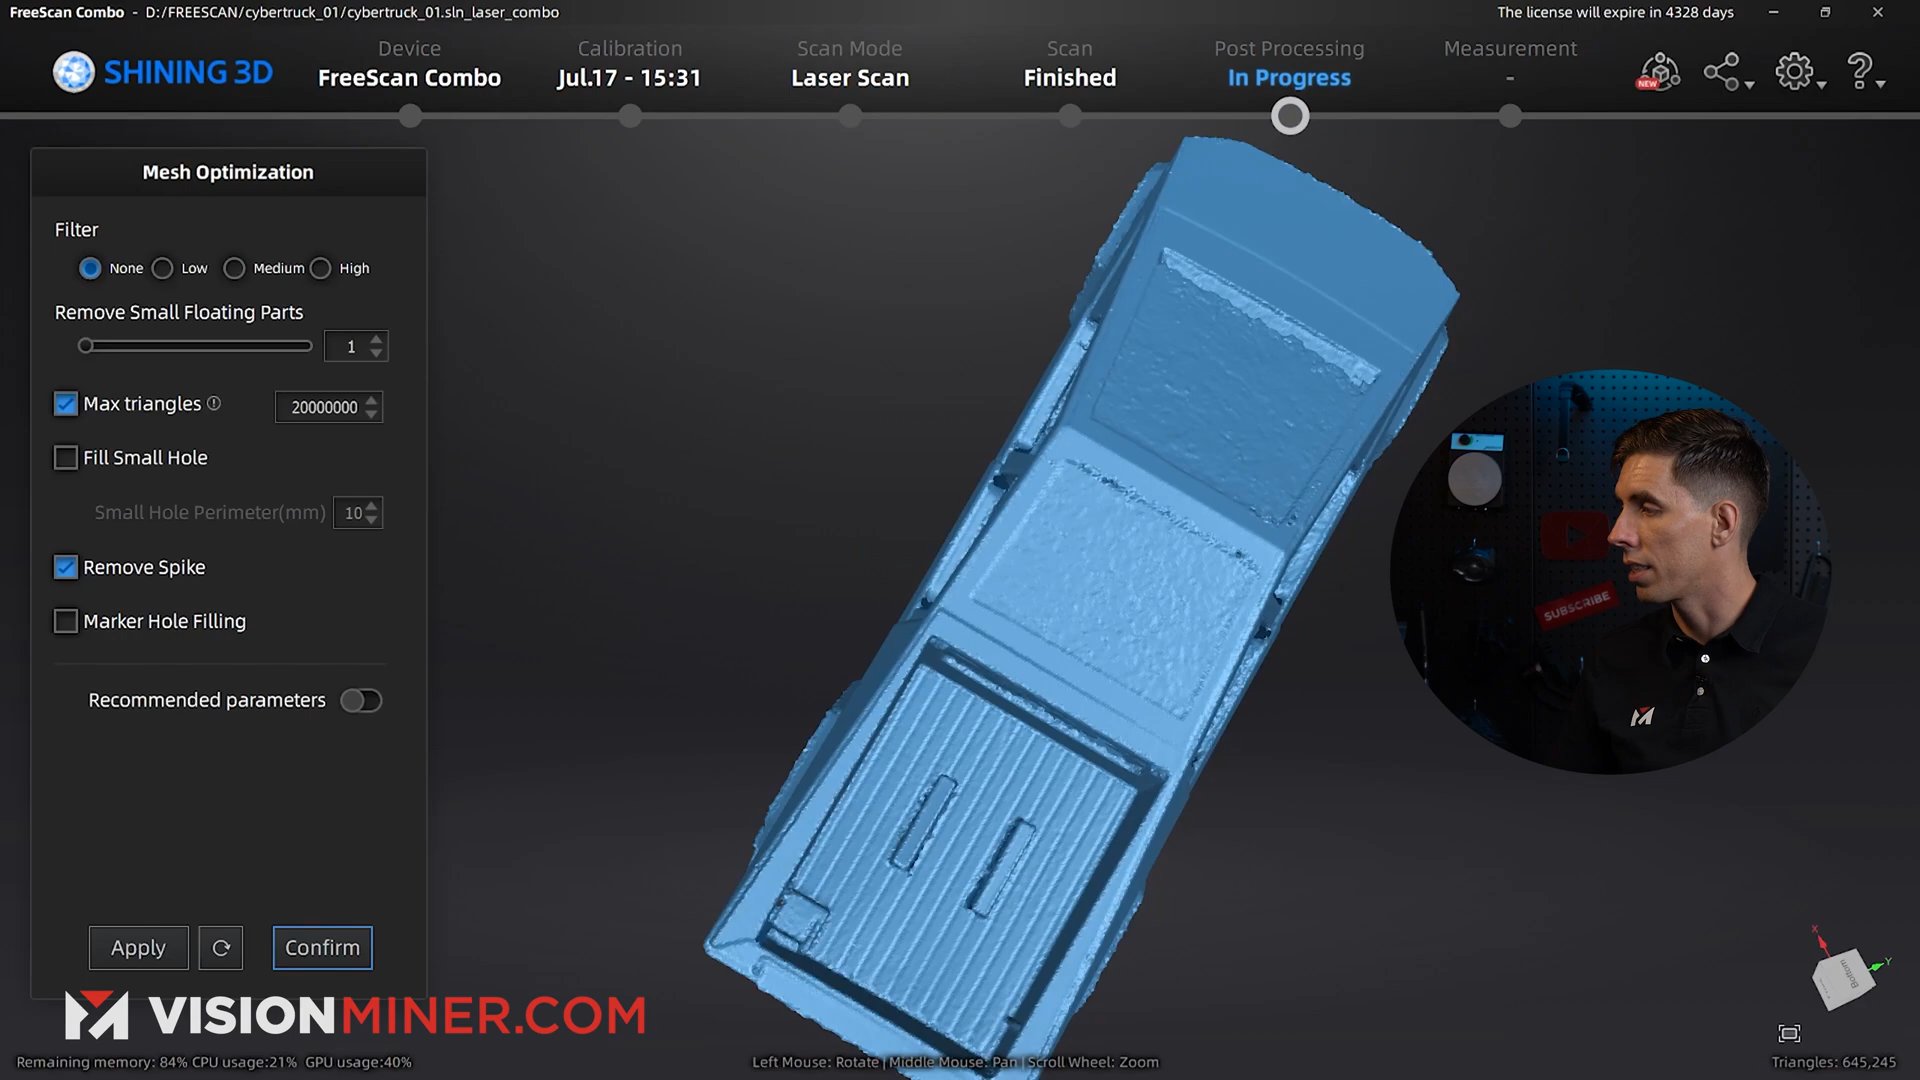 FreeScan Combo - D:/FREESCAN/cybertruck_01/cybertruck_01.sln_laser_combo
The license will expire in 4328 days
SHINING 3D
Device
FreeScan Combo
Calibration
Jul.17 - 15:31
Scan Mode
Laser Scan
Scan
Finished
Post Processing
In Progress
Measurement
-
NEW
Mesh Optimization
Filter
None Low Medium High
Remove Small Floating Parts
1
Max triangles 20000000
Fill Small Hole
Small Hole Perimeter(mm) 10
Remove Spike
Marker Hole Filling
Recommended parameters
Apply Confirm
SUBSCRIBE
X
Y
Bottom
VISIONMINER.COM
Remaining memory: 84% CPU usage:21% GPU usage:40%
Left Mouse: Rotate | Middle Mouse: Pan | Scroll Wheel: Zoom
Triangles: 645,245